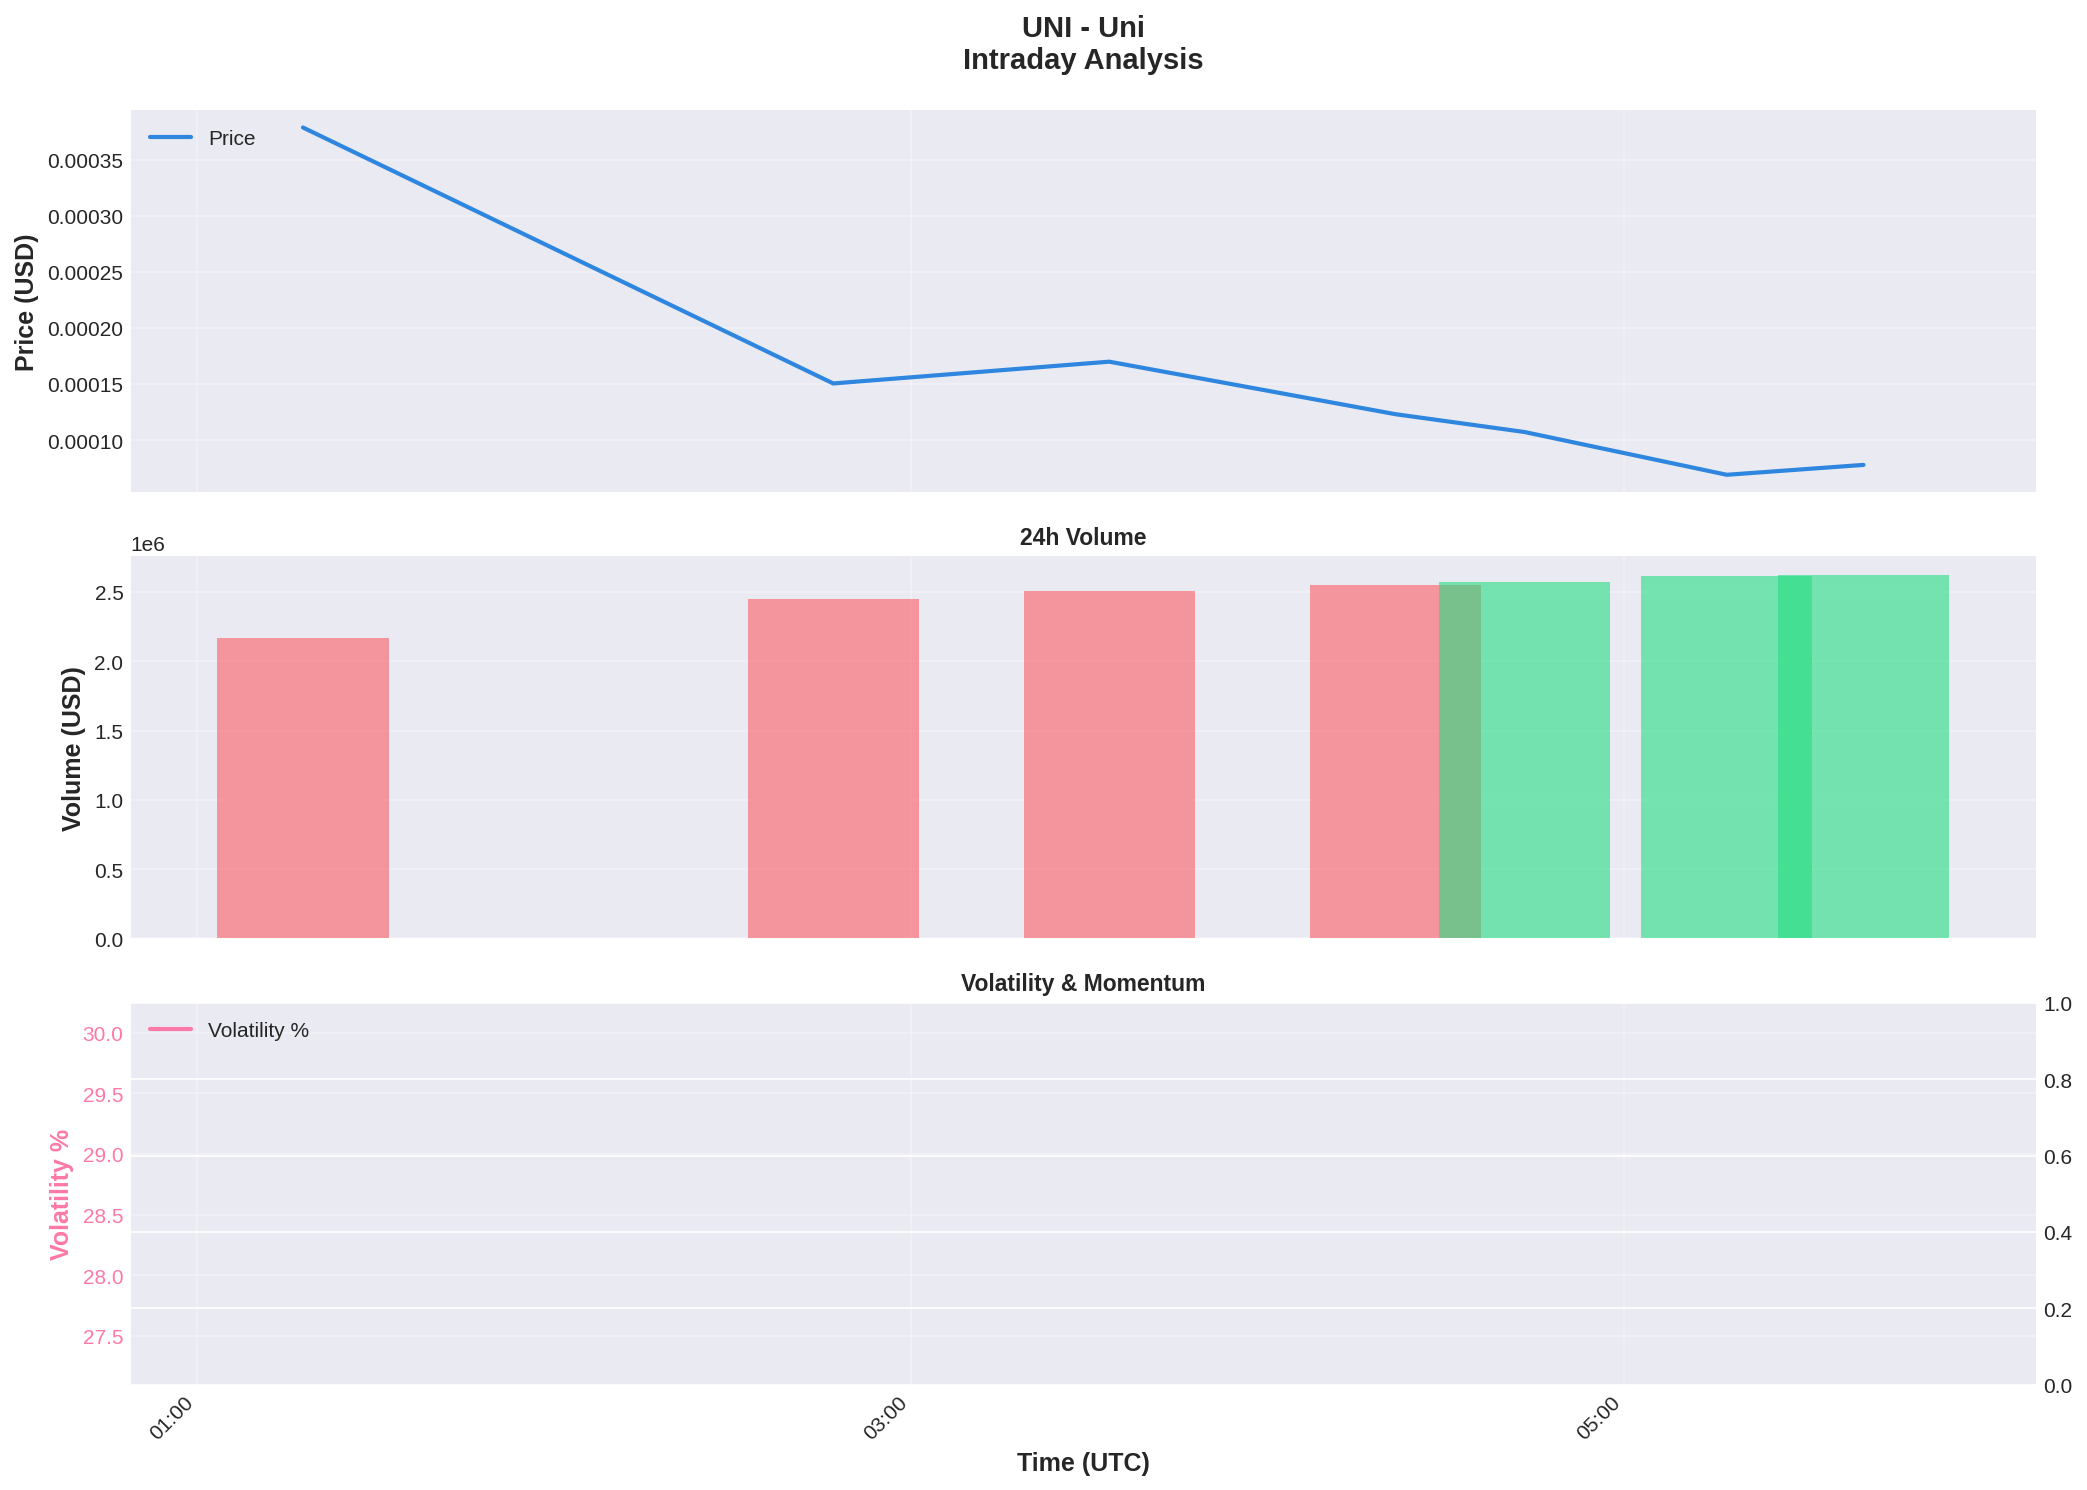 UNI - Uni
Intraday Analysis
Price
0.00035
0.00030
0.00025
0.00020
0.00015
0.00010
Price (USD)
24h Volume
1e6
2.5
2.0
1.5
1.0
0.5
0.0
Volume (USD)
Volatility & Momentum
Volatility %
30.0
29.5
29.0
28.5
28.0
27.5
Volatility %
1.0
0.8
0.6
0.4
0.2
0.0
01:00
03:00
05:00
Time (UTC)